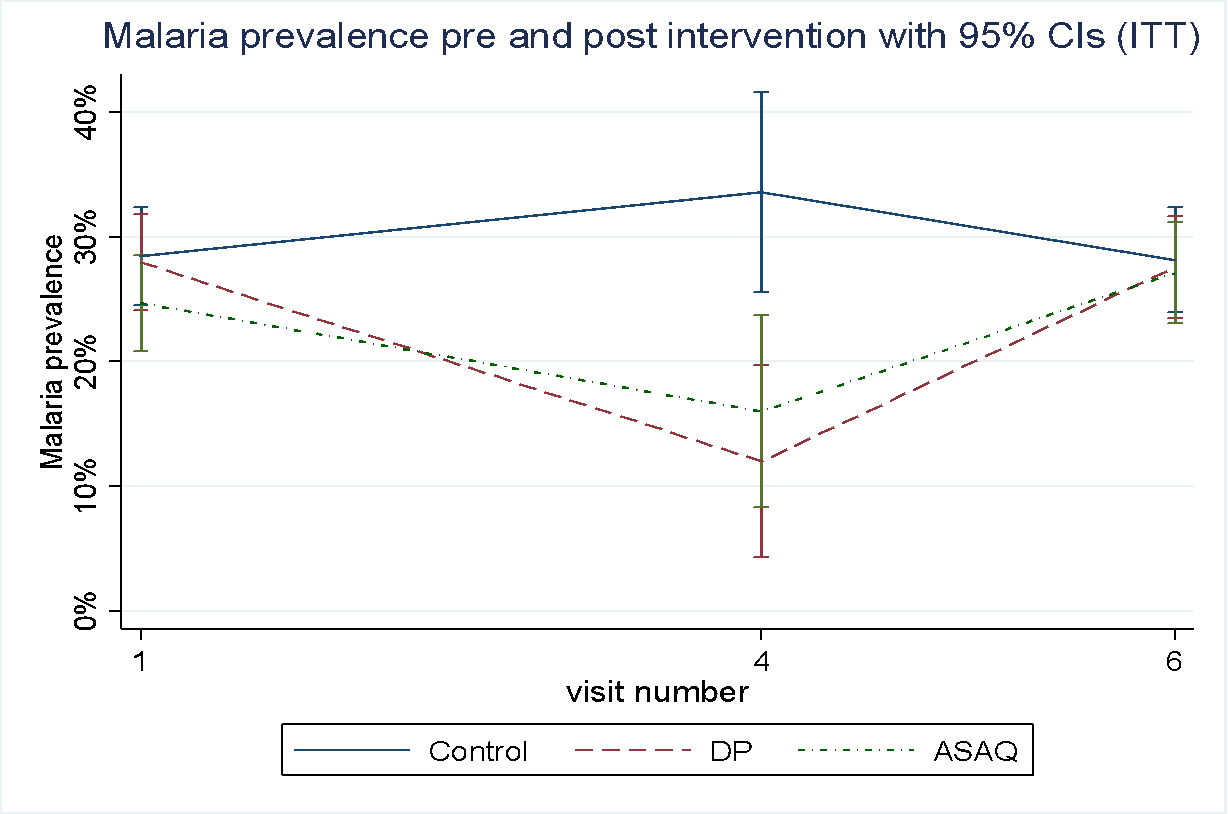 Malaria prevalence pre and post intervention with 95% CIs (ITT)
Malaria prevalence
40%
30%
20%
10%
0%
1 4 6
visit number
Control DP ASAQ